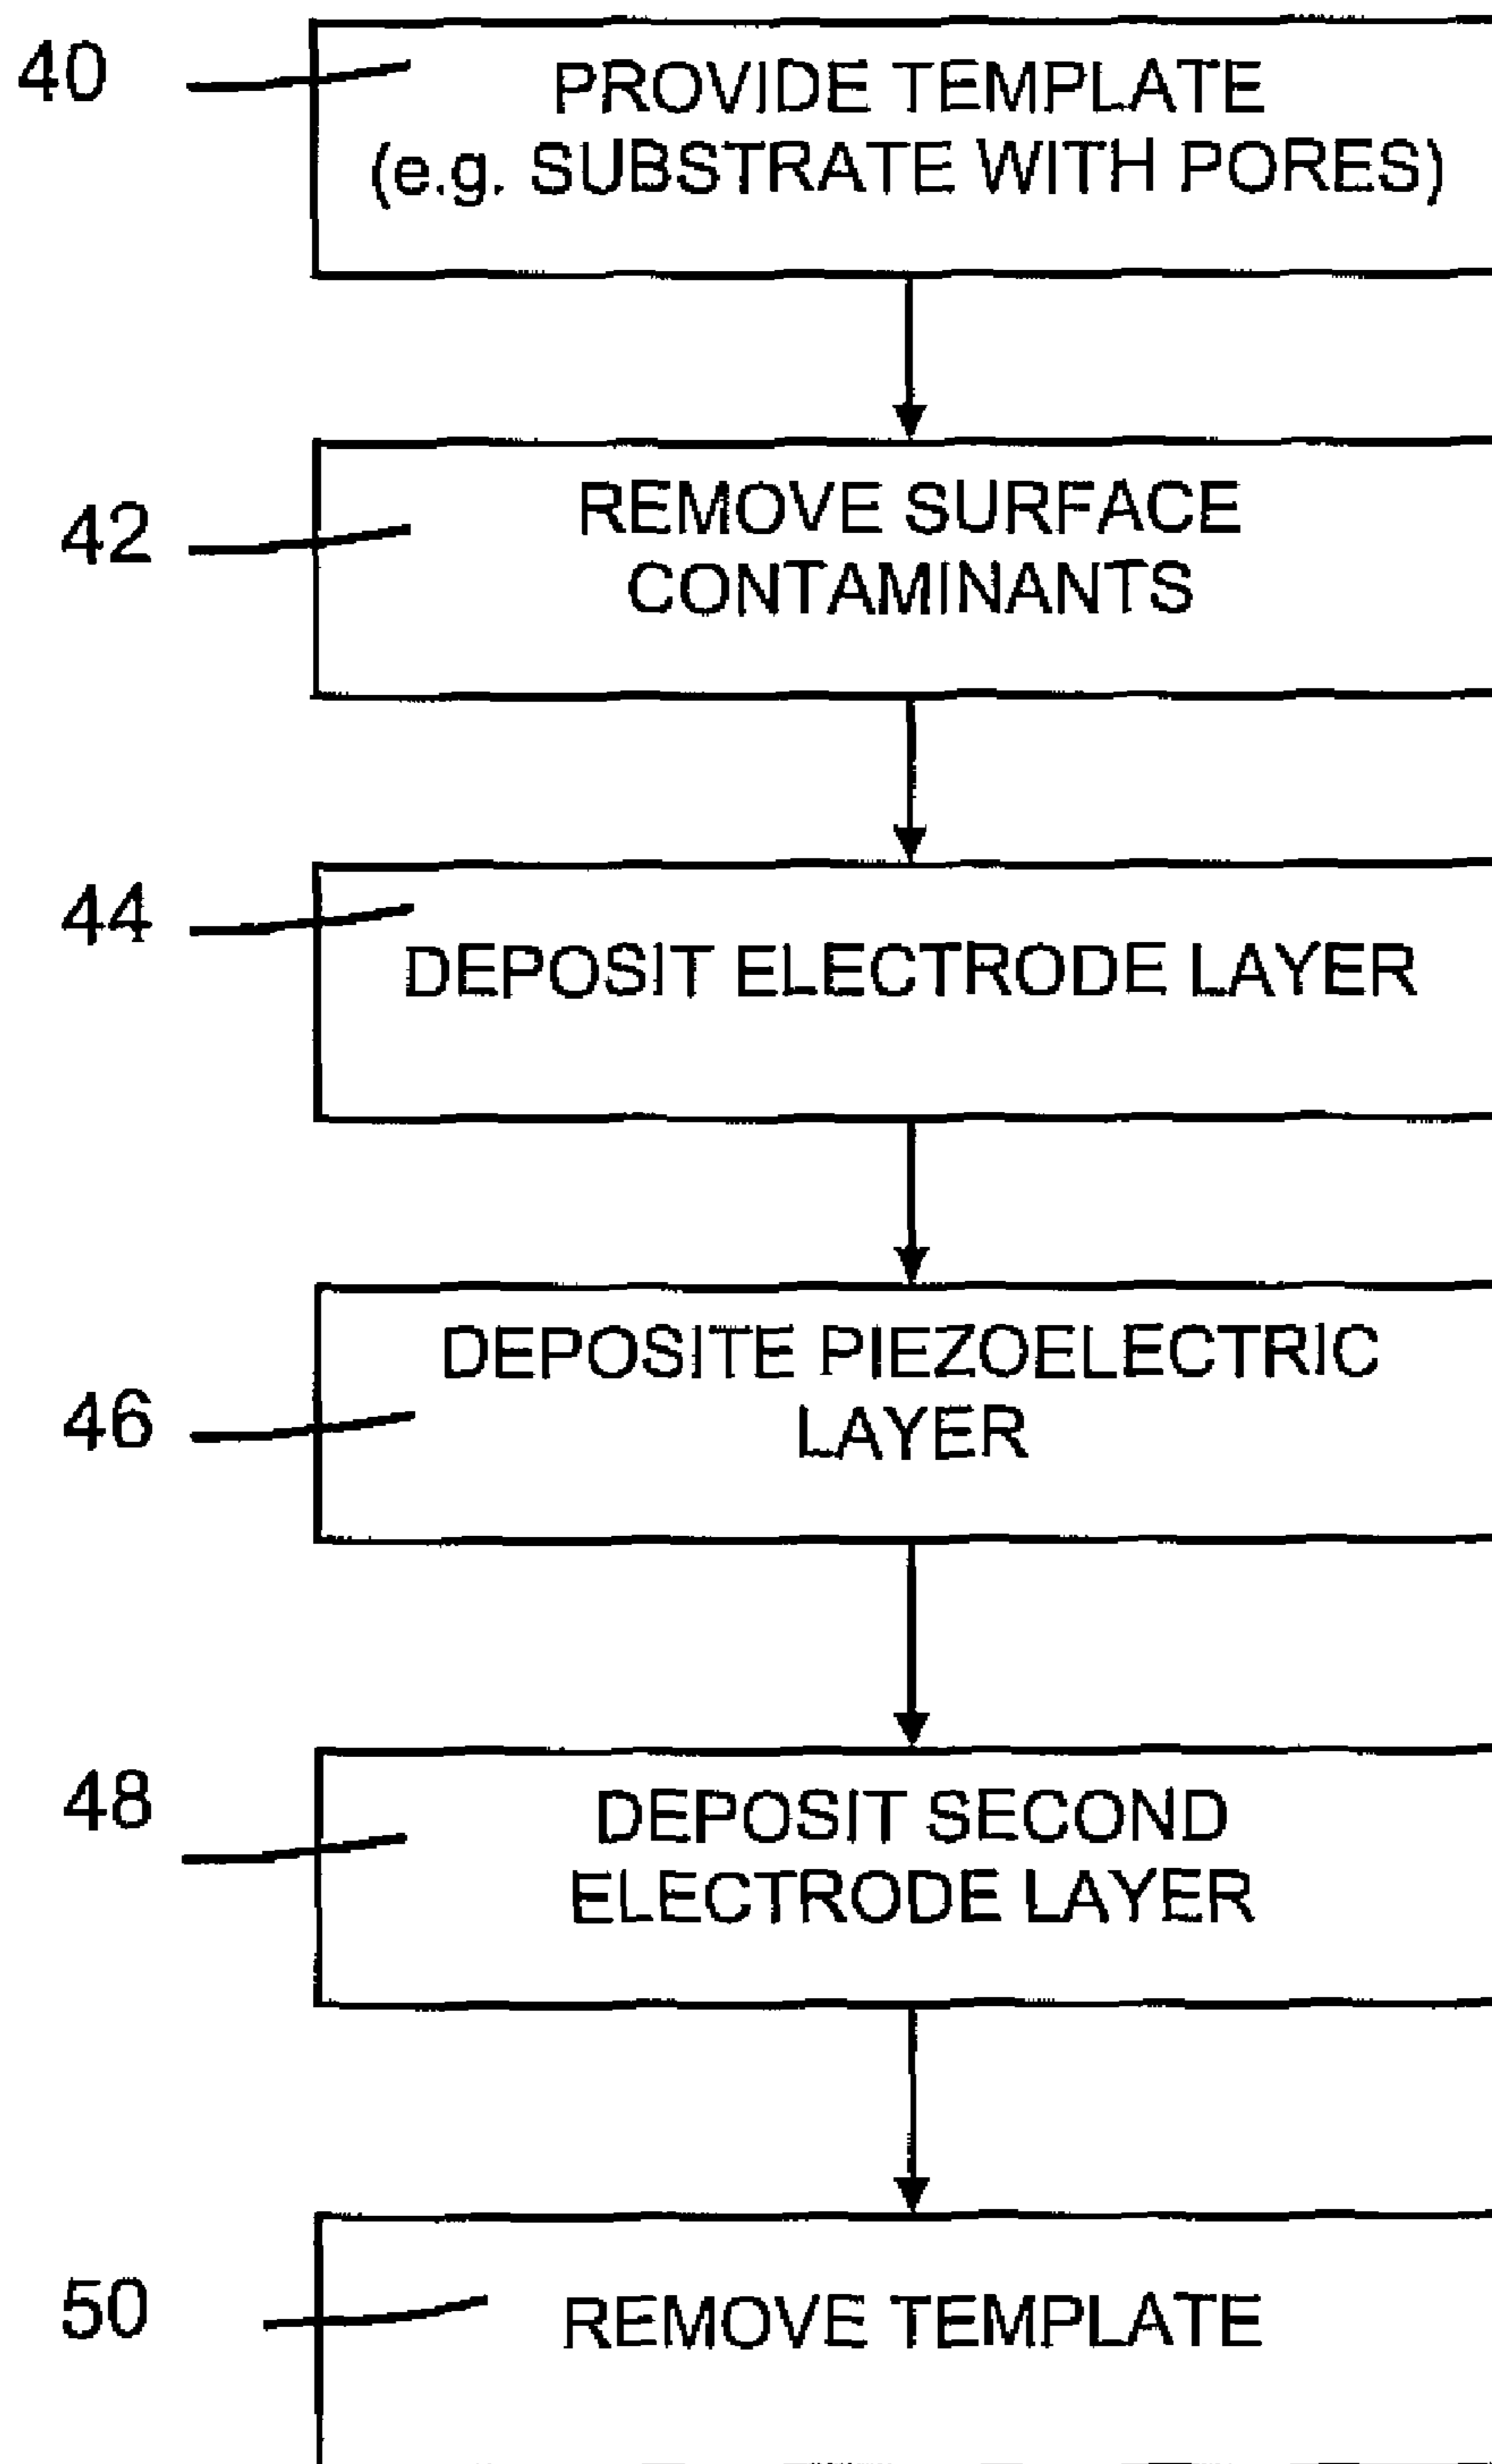 40
PROVIDE TEMPLATE
(e.g. SUBSTRATE WITH PORES)
42
REMOVE SURFACE
CONTAMINANTS
44
DEPOSIT ELECTRODE LAYER
46
DEPOSITE PIEZOELECTRIC
LAYER
48
DEPOSIT SECOND
ELECTRODE LAYER
50
REMOVE TEMPLATE